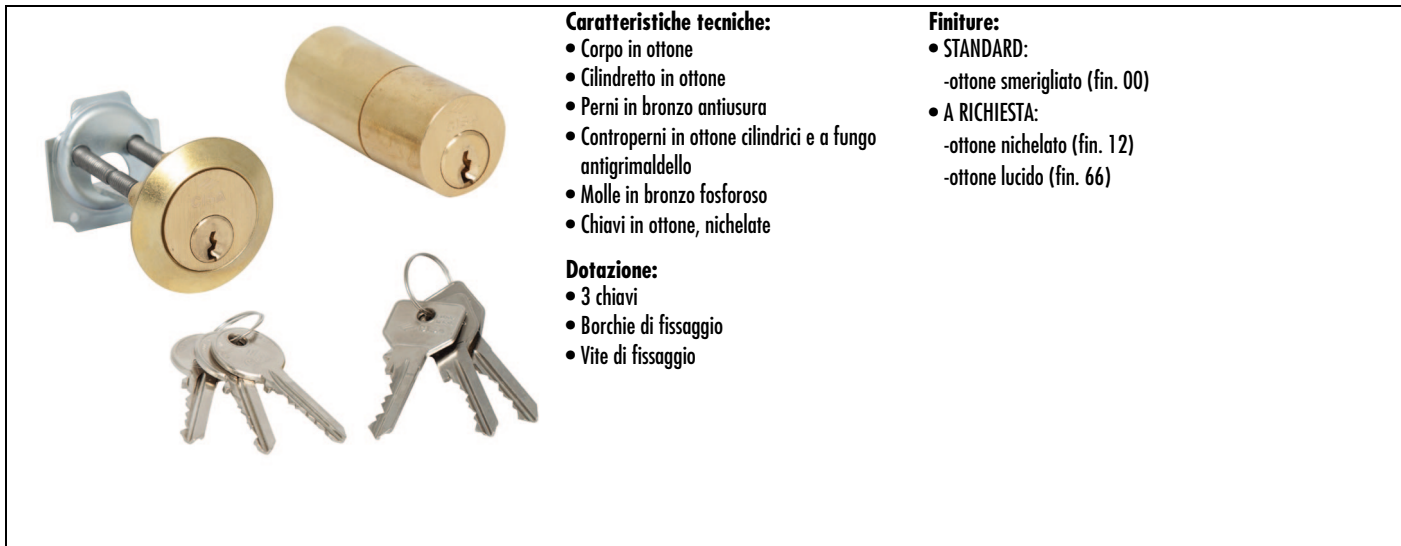 Caratteristiche tecniche:
• Corpo in ottone
• Cilindretto in ottone
• Perni in bronzo antiusura
• Controperni in ottone cilindrici e a fungo
antigrimaldello
• Molle in bronzo fosforoso
• Chiavi in ottone, nichelate
Dotazione:
• 3 chiavi
• Borchie di fissaggio
• Vite di fissaggio
Finiture:
• STANDARD:
-ottone smerigliato (fin. 00)
• A RICHIESTA:
-ottone nichelato (fin. 12)
-ottone lucido (fin. 66)